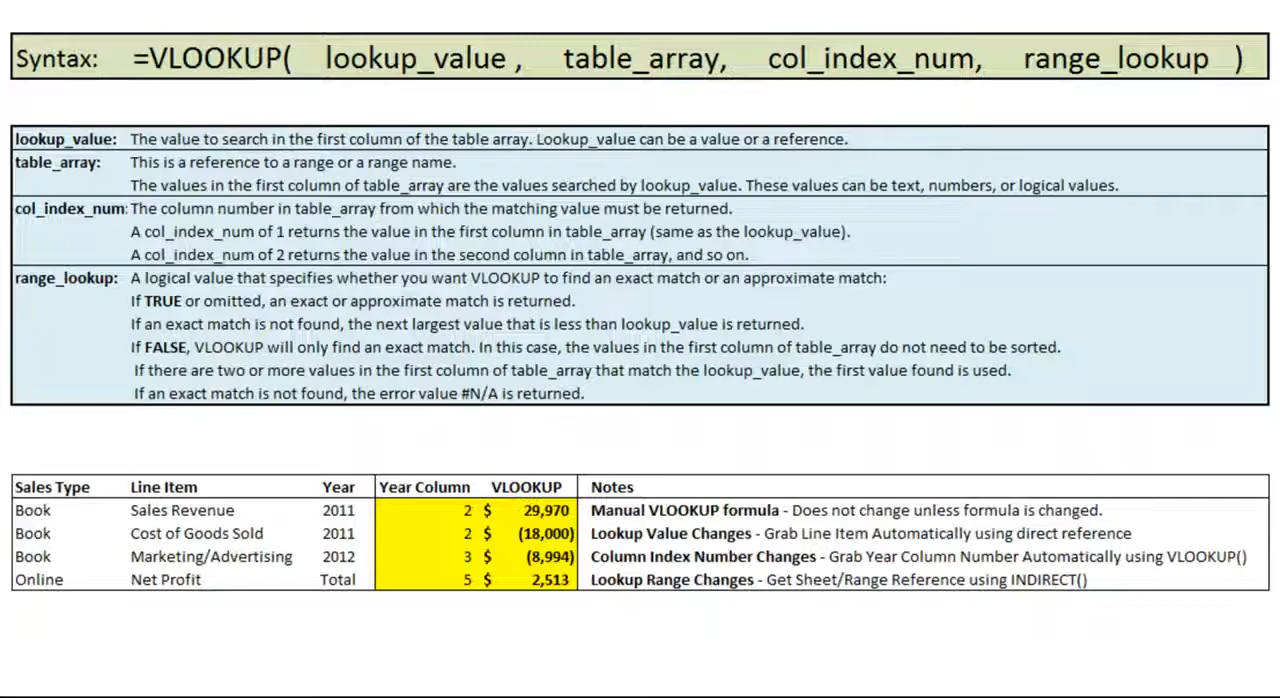 Syntax: =VLOOKUP( lookup_value , table_array, col_index_num, range_lookup )
lookup_value: The value to search in the first column of the table array. Lookup_value can be a value or a reference.
table_array: This is a reference to a range or a range name.
The values in the first column of table_array are the values searched by lookup_value. These values can be text, numbers, or logical values.
col_index_num: The column number in table_array from which the matching value must be returned.
A col_index_num of 1 returns the value in the first column in table_array (same as the lookup_value).
A col_index_num of 2 returns the value in the second column in table_array, and so on.
range_lookup: A logical value that specifies whether you want VLOOKUP to find an exact match or an approximate match:
If TRUE or omitted, an exact or approximate match is returned.
If an exact match is not found, the next largest value that is less than lookup_value is returned.
If FALSE, VLOOKUP will only find an exact match. In this case, the values in the first column of table_array do not need to be sorted.
If there are two or more values in the first column of table_array that match the lookup_value, the first value found is used.
If an exact match is not found, the error value #N/A is returned.
Sales Type Line Item Year Year Column VLOOKUP Notes
Book Sales Revenue 2011 2 $ 29,970 Manual VLOOKUP formula - Does not change unless formula is changed.
Book Cost of Goods Sold 2011 2 $ (18,000) Lookup Value Changes - Grab Line Item Automatically using direct reference
Book Marketing/Advertising 2012 3 $ (8,994) Column Index Number Changes - Grab Year Column Number Automatically using VLOOKUP()
Online Net Profit Total 5 $ 2,513 Lookup Range Changes - Get Sheet/Range Reference using INDIRECT()